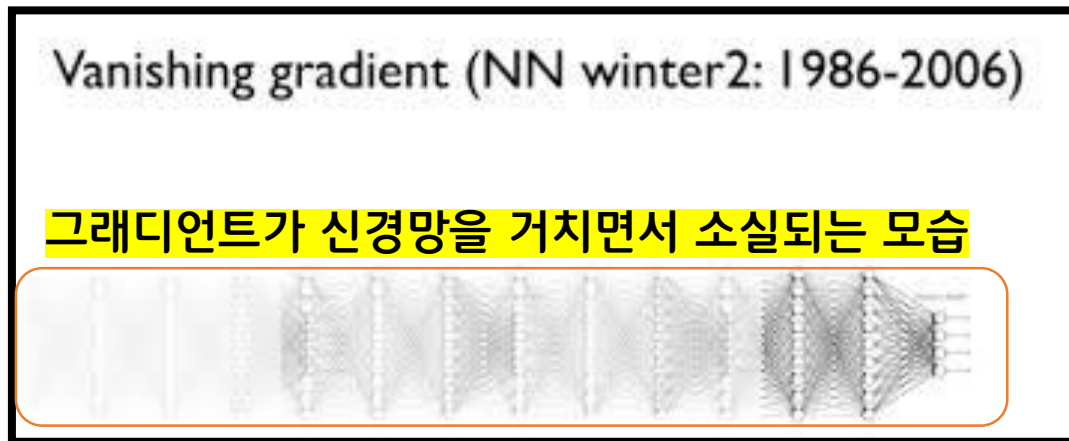 Vanishing gradient (NN winter2: 1986-2006)
그래디언트가 신경망을 거치면서 소실되는 모습